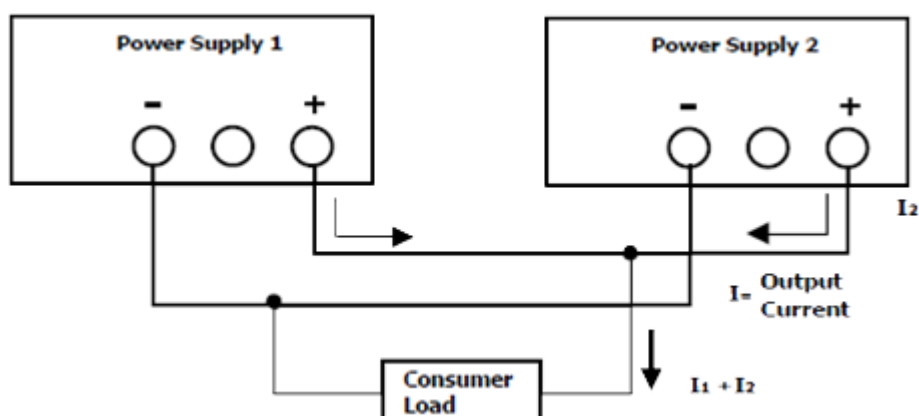 Power Supply 1
Power Supply 2
- +
- +
I₂
I= Output
Current
I₁ + I₂
Consumer
Load